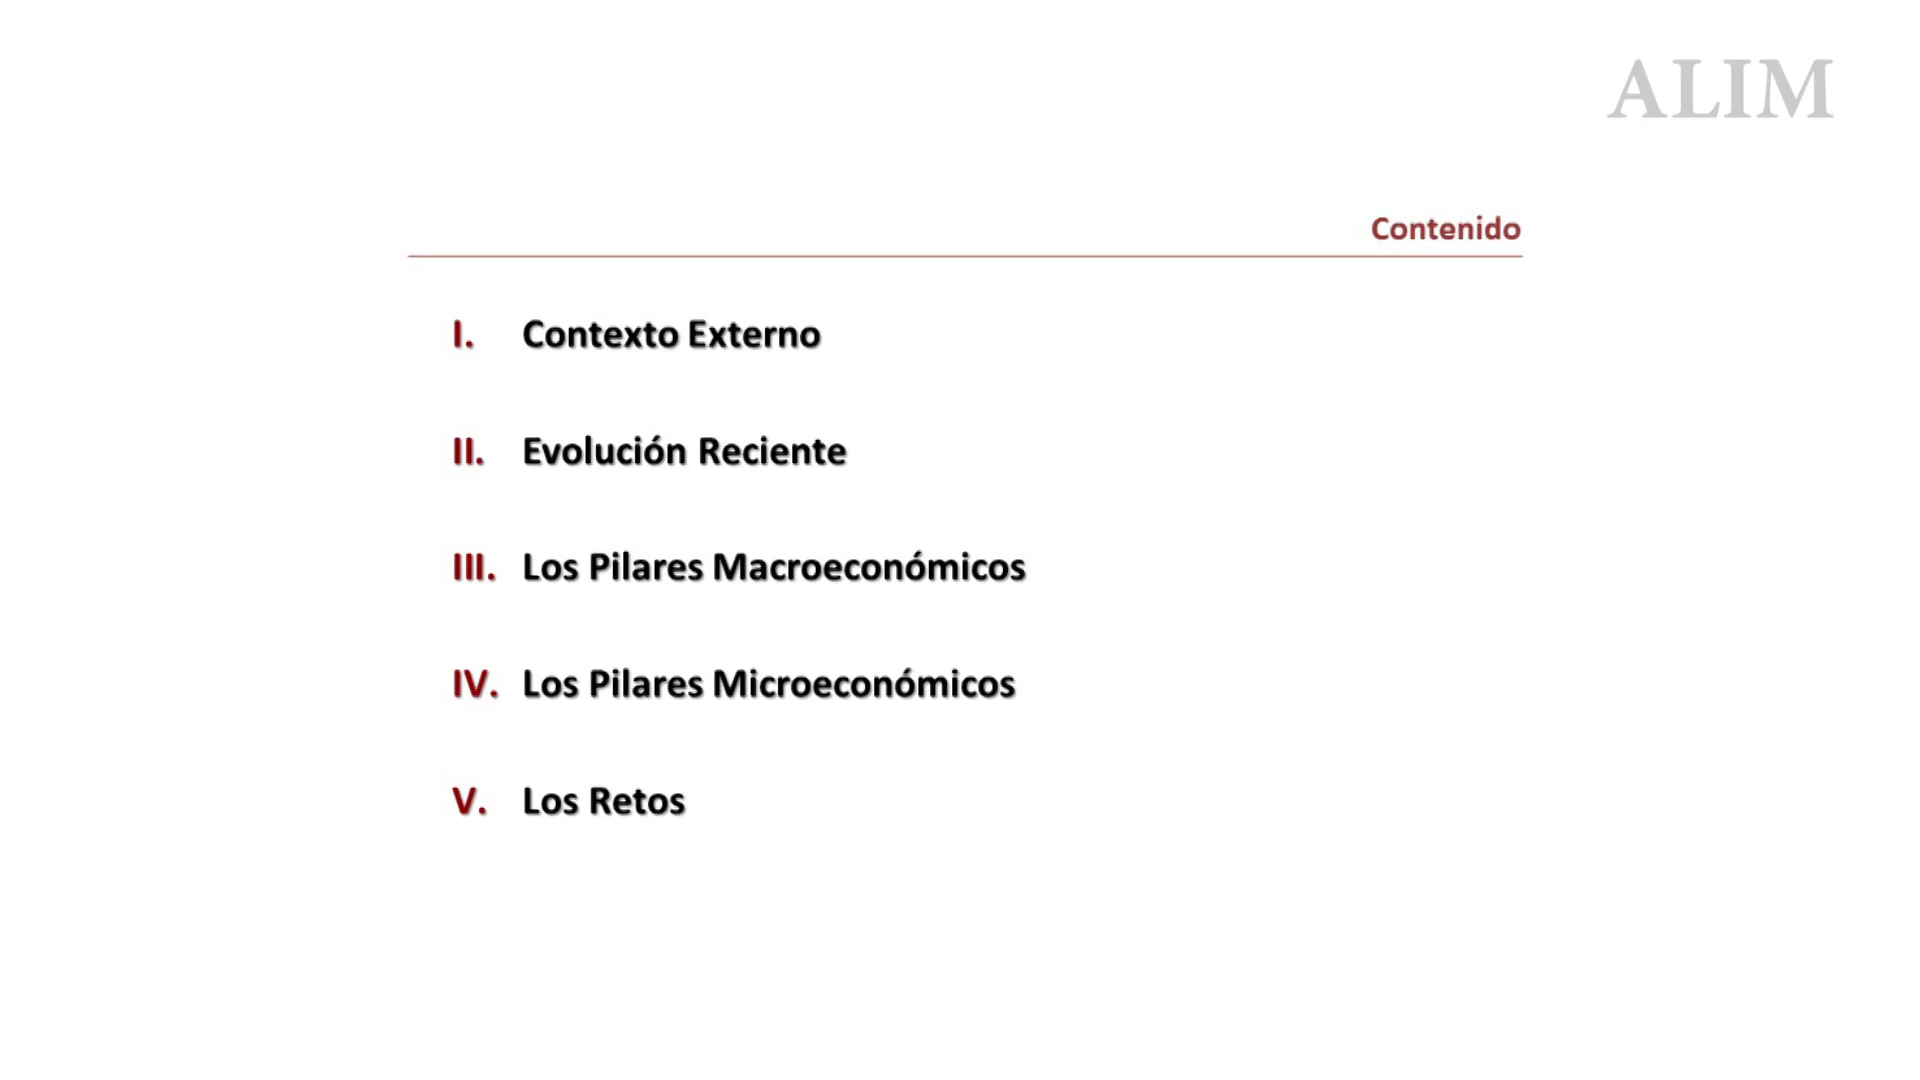 ALIM
Contenido
I. Contexto Externo
II. Evolución Reciente
III. Los Pilares Macroeconómicos
IV. Los Pilares Microeconómicos
V. Los Retos